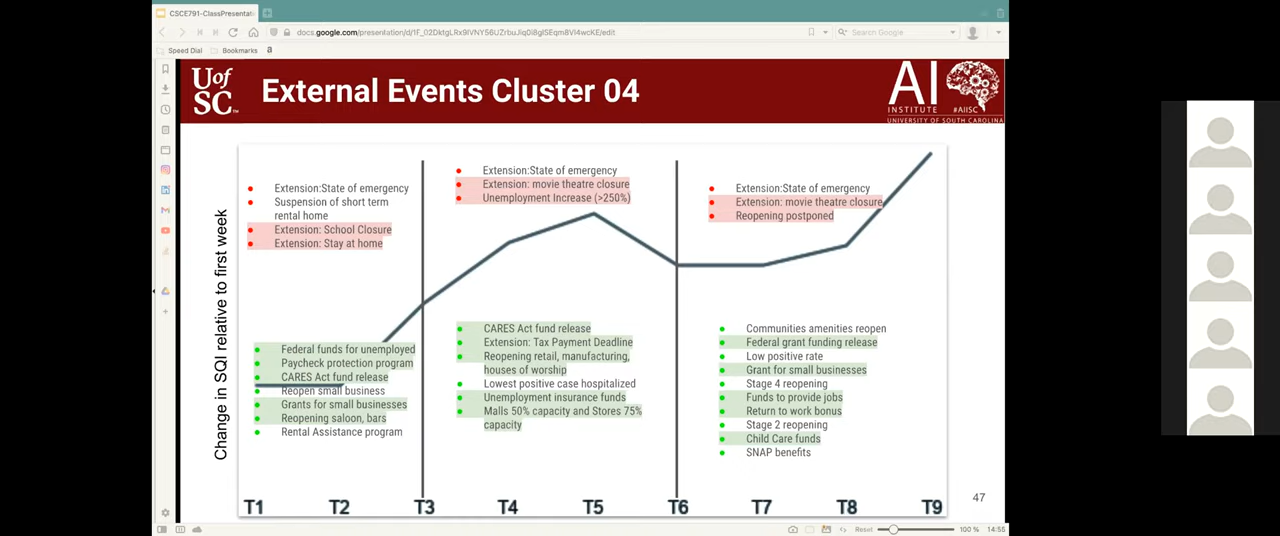 CSCE791-ClassPresentati
docs.google.com/presentation/d/1F_02DktgLRx9IVNY56UZrbuJiq0i8gISEqm8Vl4wcKE/edit
Search Google
Speed Dial
Bookmarks
U of SC
External Events Cluster 04
AI
INSTITUTE
#AIISC
UNIVERSITY OF SOUTH CAROLINA
Change in SQI relative to first week
Extension:State of emergency
Suspension of short term
rental home
Extension: School Closure
Extension: Stay at home
Federal funds for unemployed
Paycheck protection program
CARES Act fund release
Reopen small business
Grants for small businesses
Reopening saloon, bars
Rental Assistance program
Extension:State of emergency
Extension: movie theatre closure
Unemployment Increase (>250%)
CARES Act fund release
Extension: Tax Payment Deadline
Reopening retail, manufacturing,
houses of worship
Lowest positive case hospitalized
Unemployment insurance funds
Malls 50% capacity and Stores 75%
capacity
Extension:State of emergency
Extension: movie theatre closure
Reopening postponed
Communities amenities reopen
Federal grant funding release
Low positive rate
Grant for small businesses
Stage 4 reopening
Funds to provide jobs
Return to work bonus
Stage 2 reopening
Child Care funds
SNAP benefits
T1 T2 T3 T4 T5 T6 T7 T8 T9
47
Reset
100 %
14:55